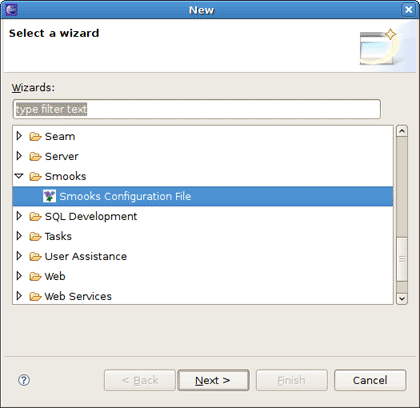 New
Select a wizard
Wizards:
type filter text
Seam
Server
Smooks
Smooks Configuration File
SQL Development
Tasks
User Assistance
Web
Web Services
? < Back Next > Finish Cancel